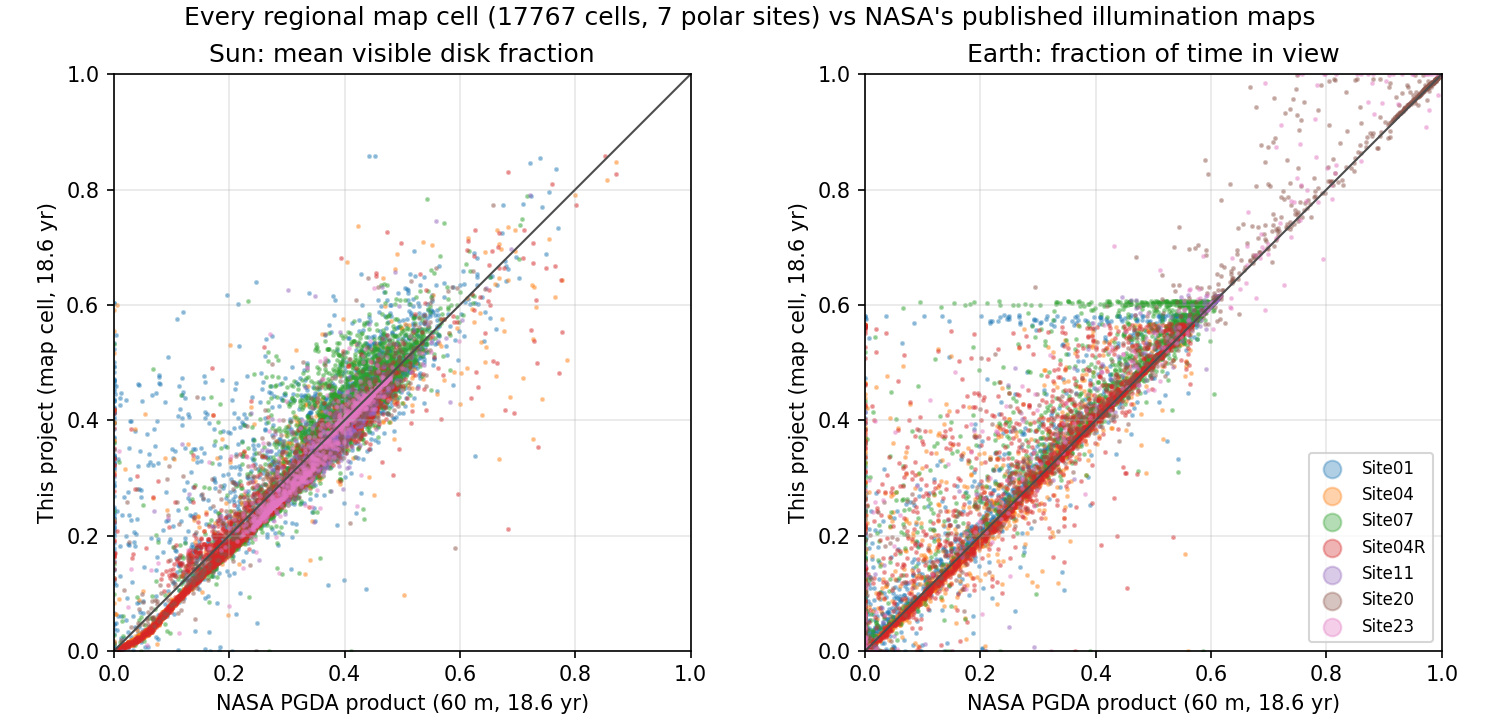 Every regional map cell (17767 cells, 7 polar sites) vs NASA's published illumination maps
Sun: mean visible disk fraction
1.0
0.8
0.6
0.4
0.2
0.0
This project (map cell, 18.6 yr)
0.0 0.2 0.4 0.6 0.8 1.0
NASA PGDA product (60 m, 18.6 yr)
Earth: fraction of time in view
1.0
0.8
0.6
0.4
0.2
0.0
This project (map cell, 18.6 yr)
Site01
Site04
Site07
Site04R
Site11
Site20
Site23
0.0 0.2 0.4 0.6 0.8 1.0
NASA PGDA product (60 m, 18.6 yr)